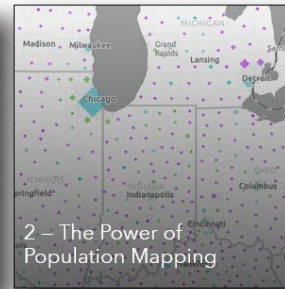 MICHIGAN
Madison
Milwaukee
Grand
Rapids
Lansing
Detroit
Chicago
ILLINOIS
INDIANA
OHIO
Indianapolis
Columbus
Cincinnati
2 – The Power of
Population Mapping